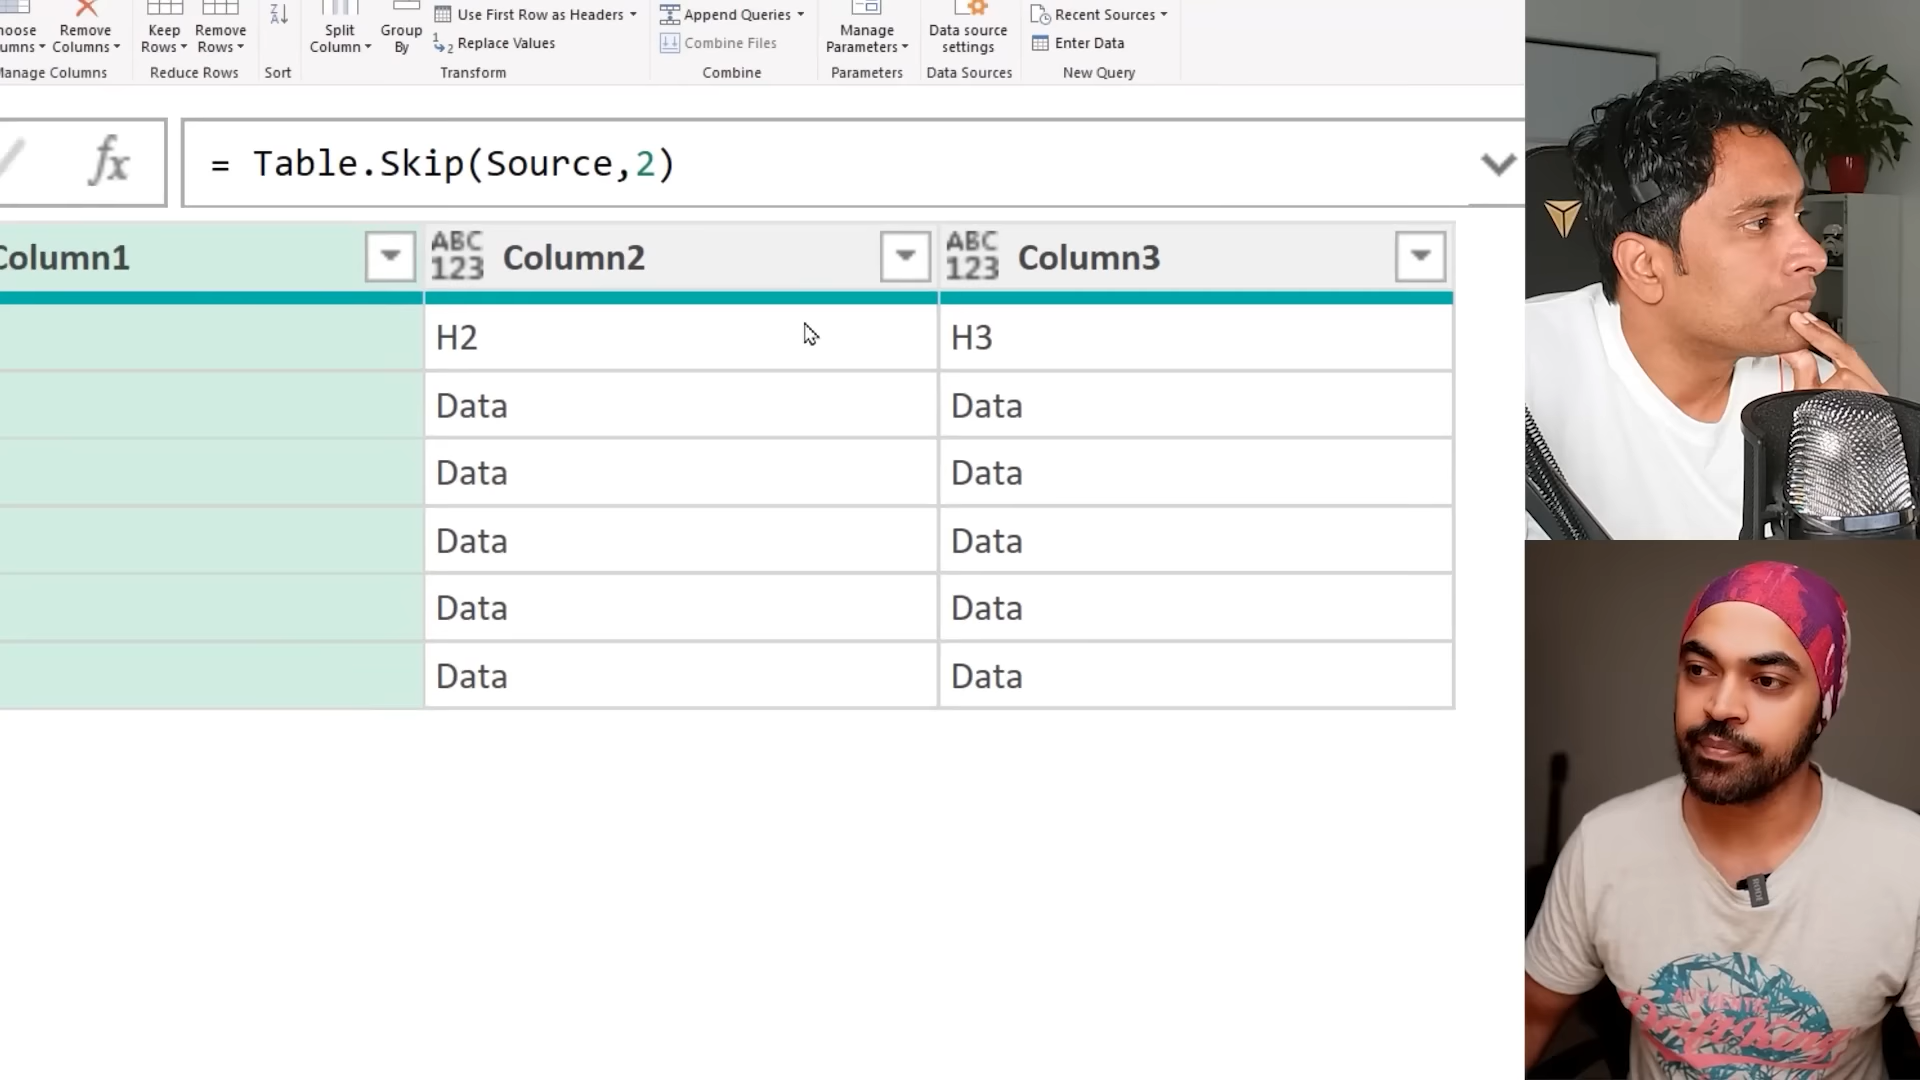 Remove
Columns
Manage Columns
Keep
Rows
Remove
Rows
Reduce Rows
Sort
Split
Column
Group
By
Use First Row as Headers
Replace Values
Transform
Append Queries
Combine Files
Combine
Manage
Parameters
Parameters
Data source
settings
Data Sources
Recent Sources
Enter Data
New Query
fx
= Table.Skip(Source,2)
Column1
ABC
123
Column2
ABC
123
Column3
H2
H3
Data
Data
Data
Data
Data
Data
Data
Data
Data
Data
AUTHENTIC